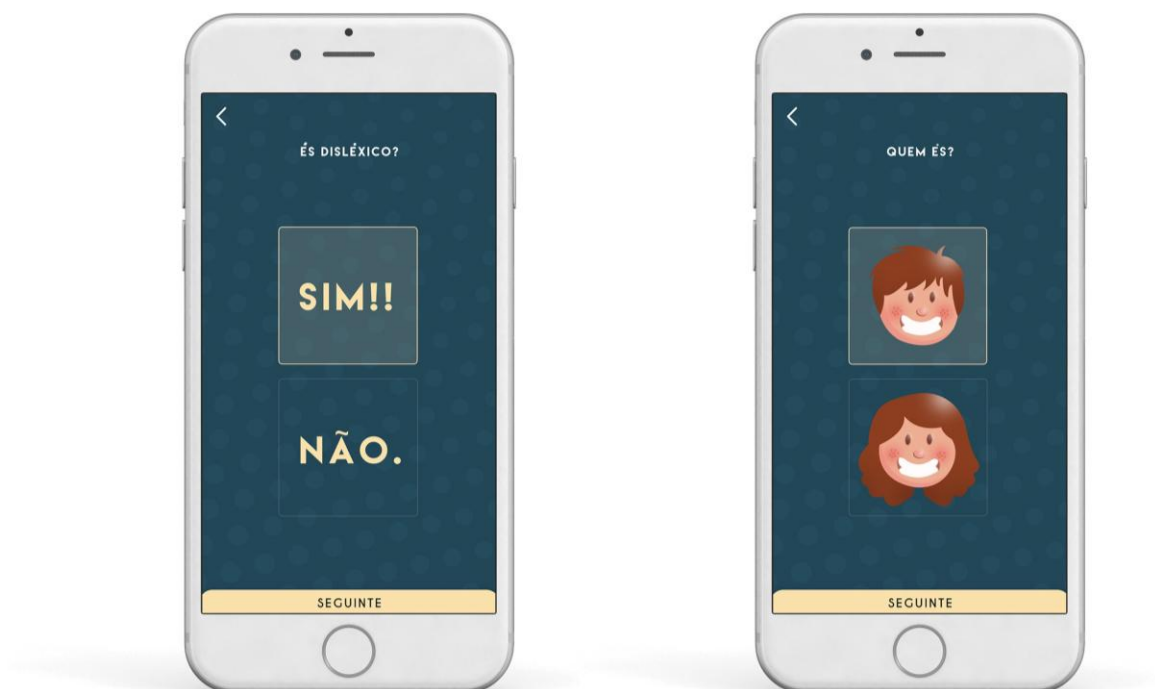 ÉS DISLÉXICO?
SIM!!
NÃO.
SEGUINTE
QUEM ÉS?
SEGUINTE